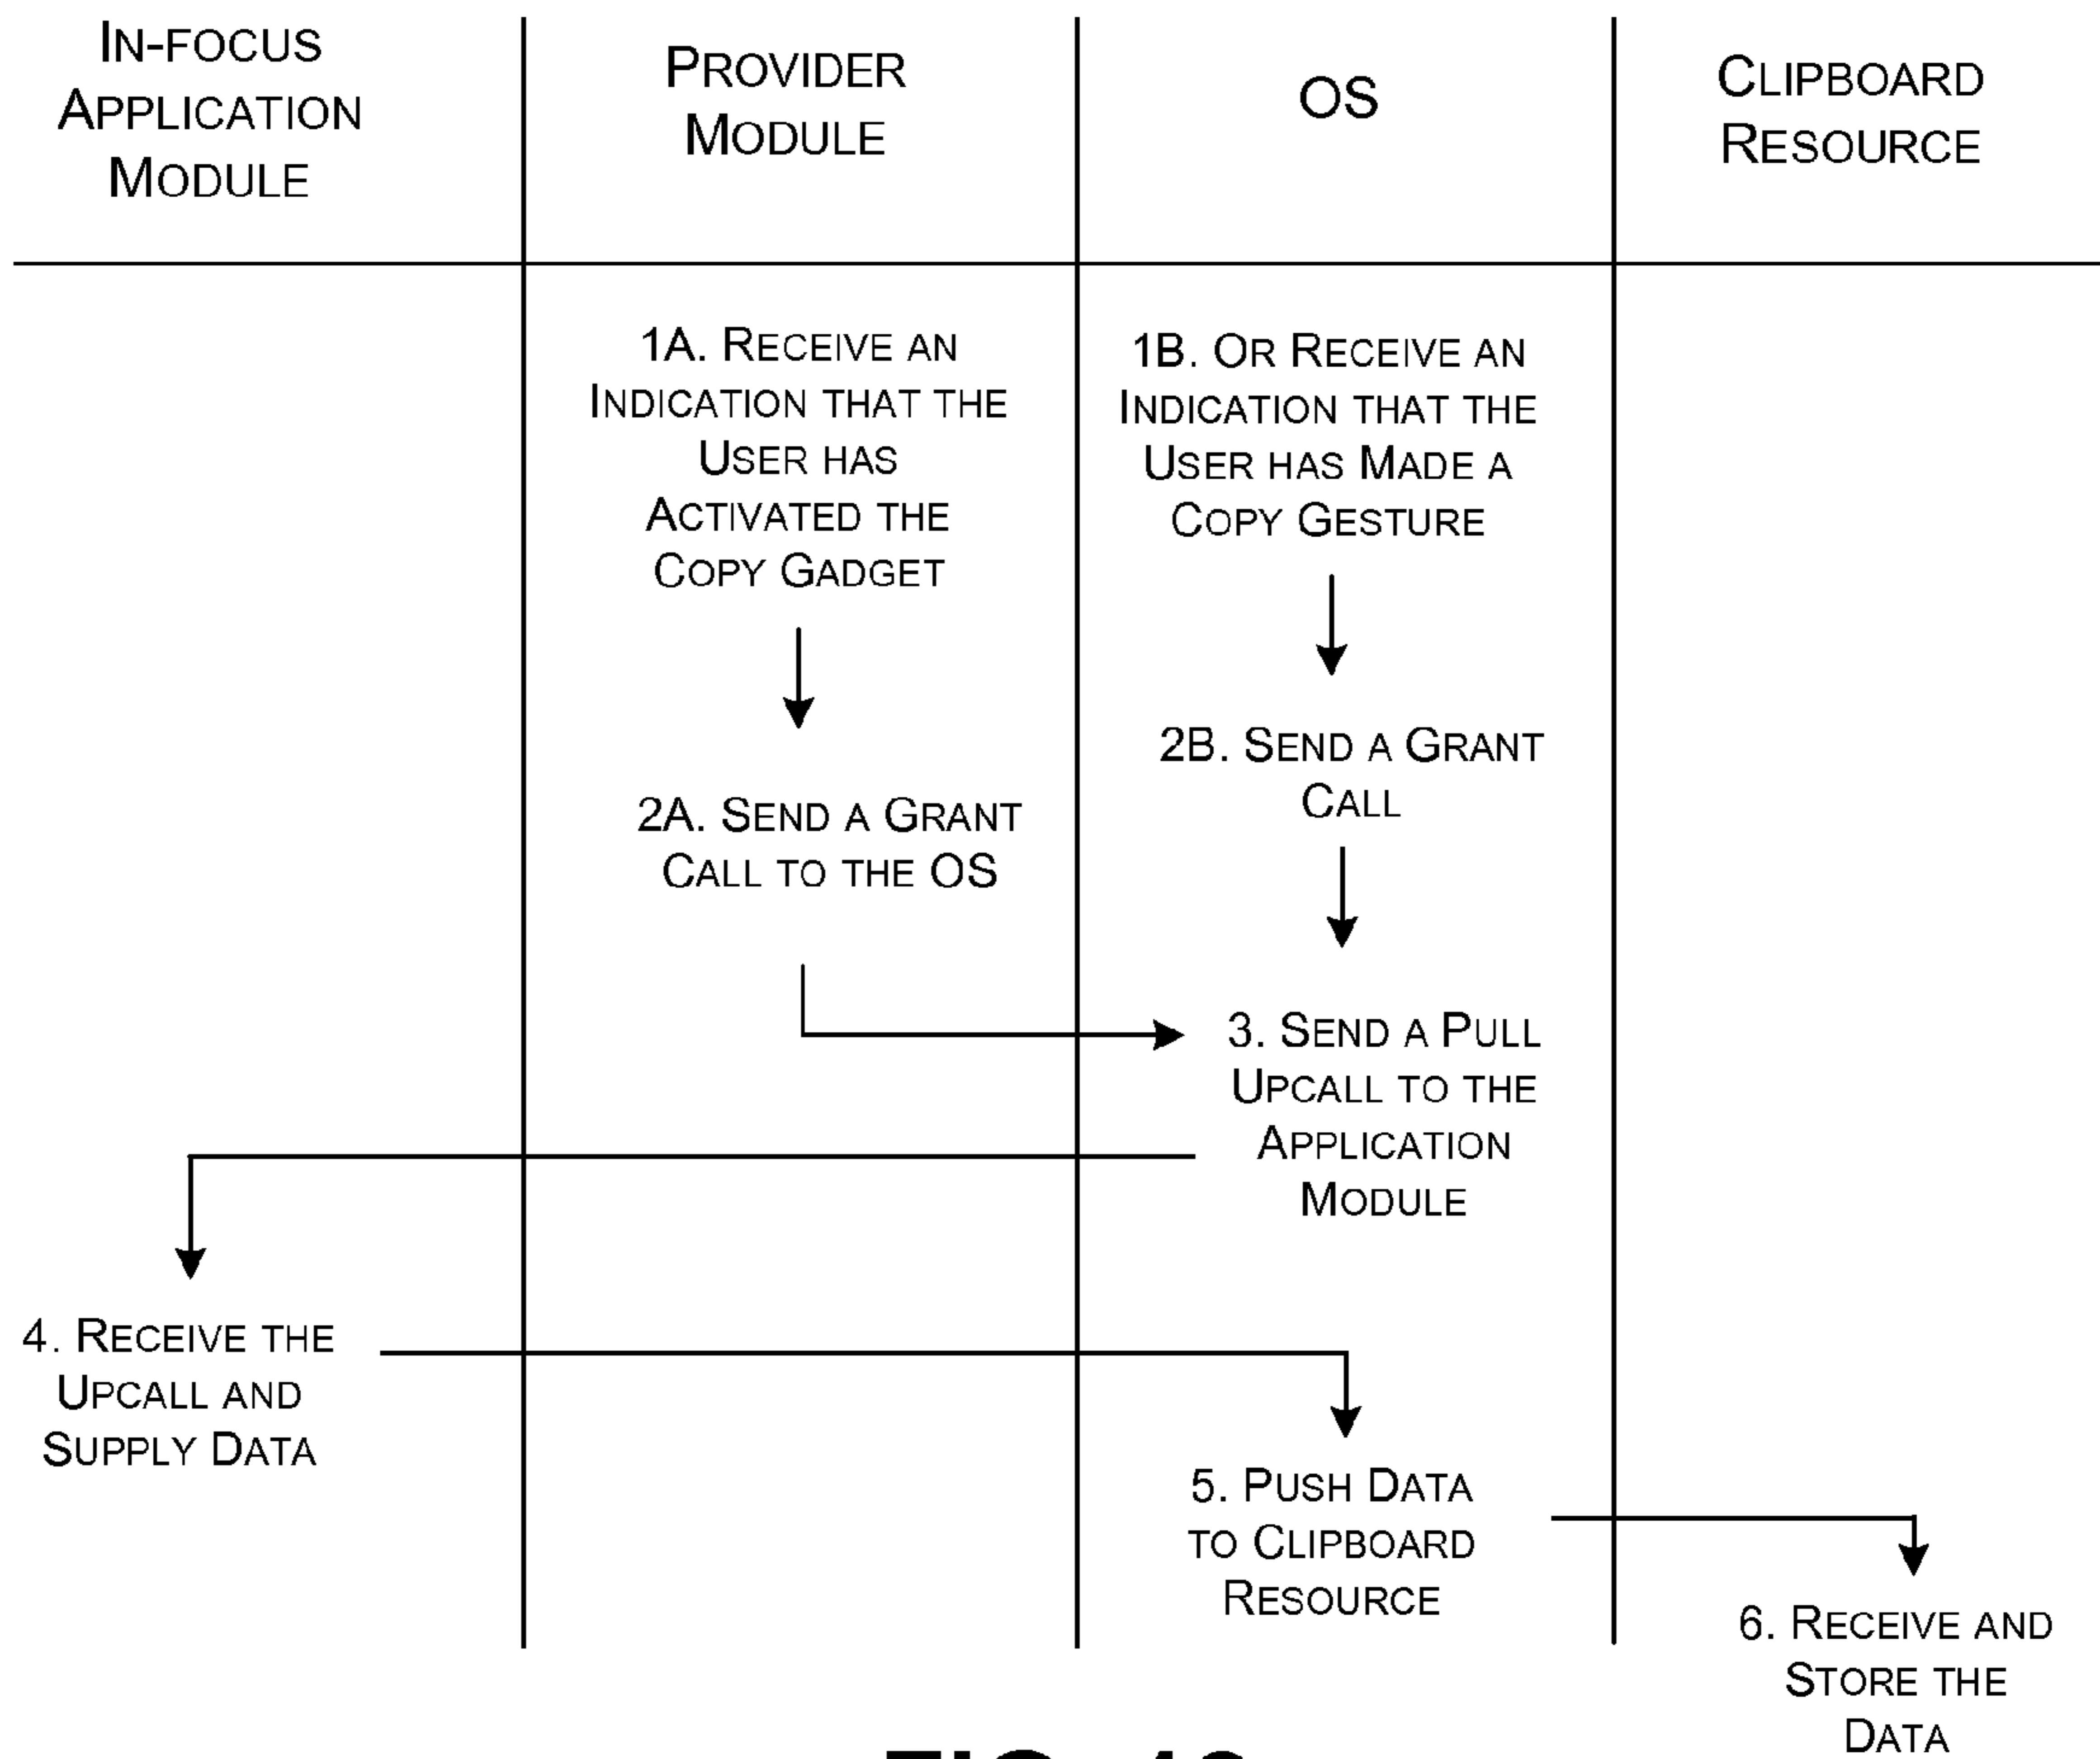 IN-FOCUS
APPLICATION
MODULE
PROVIDER
MODULE
OS
CLIPBOARD
RESOURCE
1A. RECEIVE AN
INDICATION THAT THE
USER HAS
ACTIVATED THE
COPY GADGET
1B. OR RECEIVE AN
INDICATION THAT THE
USER HAS MADE A
COPY GESTURE
2A. SEND A GRANT
CALL TO THE OS
2B. SEND A GRANT
CALL
3. SEND A PULL
UPCALL TO THE
APPLICATION
MODULE
4. RECEIVE THE
UPCALL AND
SUPPLY DATA
5. PUSH DATA
TO CLIPBOARD
RESOURCE
6. RECEIVE AND
STORE THE
DATA